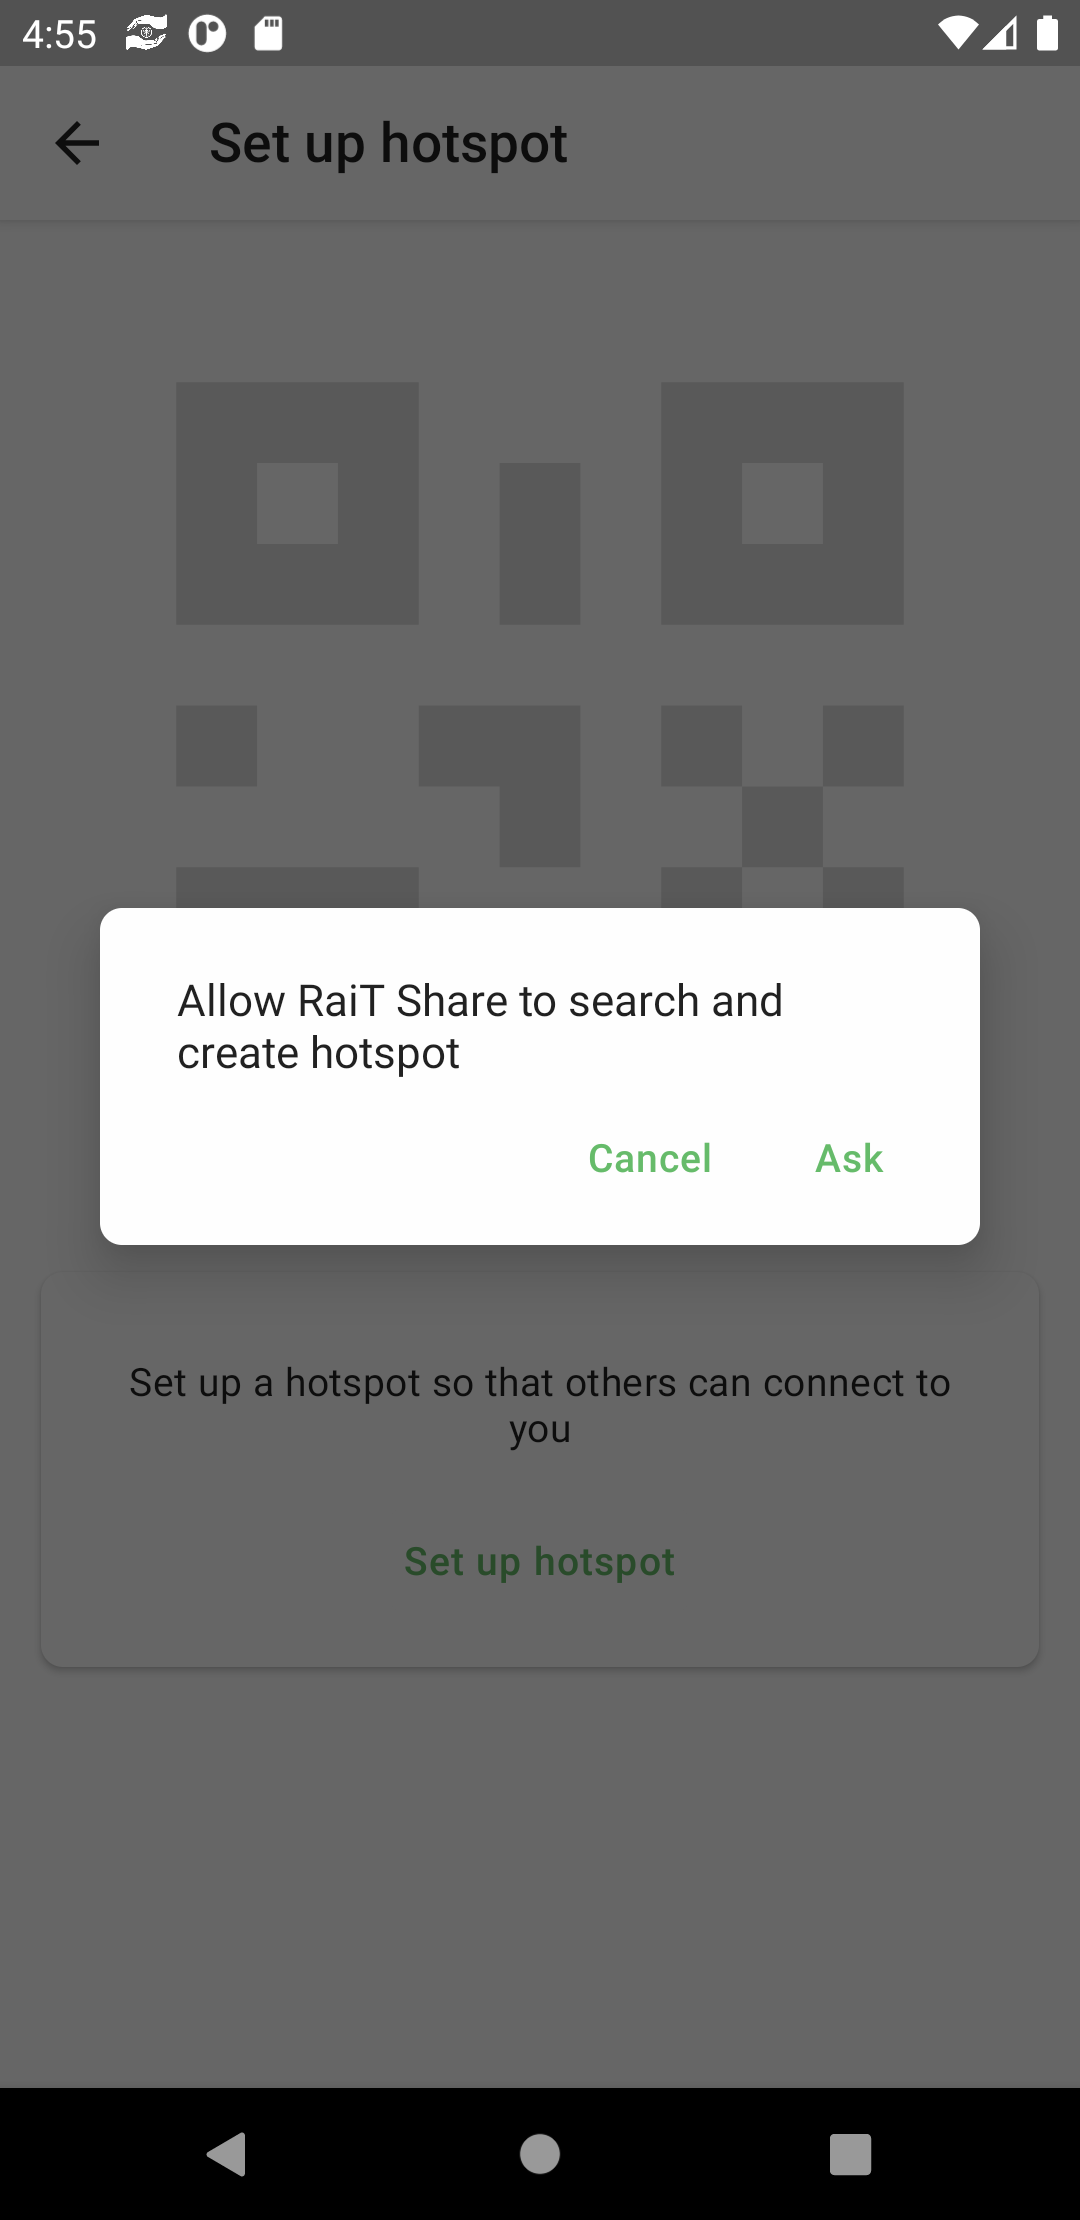 4:55
Set up hotspot
Allow RaiT Share to search and
create hotspot
Cancel Ask
Set up a hotspot so that others can connect to
you
Set up hotspot